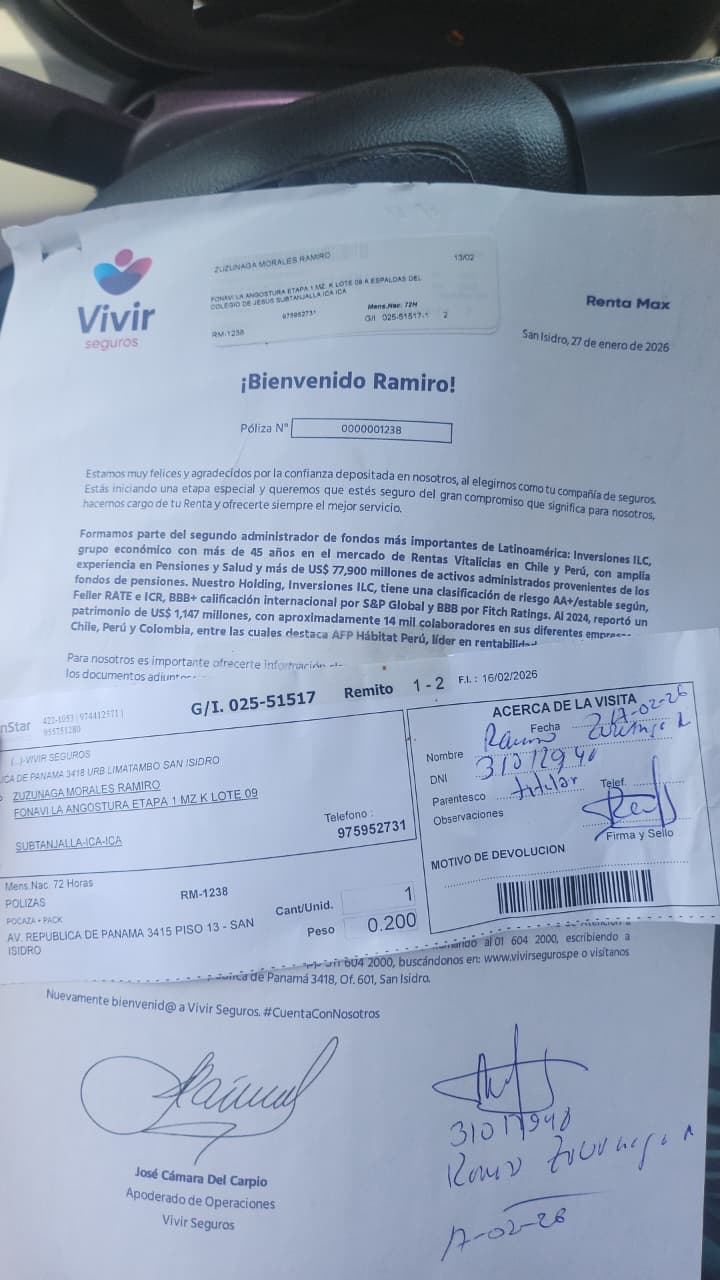 Vivir
seguros
ZUZUNAGA MORALES RAMIRO 13/02
FONAVI LA ANGOSTURA ETAPA 1 MZ. K LOTE 09 A ESPALDAS DEL
COLEGIO DE JESUS SUBTANJALLA ICA ICA
975952731 Mens.Nac. 72H
RM-1238 G/I 025-51517-1 2
Renta Max
San Isidro, 27 de enero de 2026
¡Bienvenido Ramiro!
Póliza N° 0000001238
Estamos muy felices y agradecidos por la confianza depositada en nosotros, al elegirnos como tu compañía de seguros.
Estás iniciando una etapa especial y queremos que estés seguro del gran compromiso que significa para nosotros,
hacernos cargo de tu Renta y ofrecerte siempre el mejor servicio.
Formamos parte del segundo administrador de fondos más importantes de Latinoamérica: Inversiones ILC,
grupo económico con más de 45 años en el mercado de Rentas Vitalicias en Chile y Perú, con amplia
experiencia en Pensiones y Salud y más de US$ 77,900 millones de activos administrados provenientes de los
fondos de pensiones. Nuestro Holding, Inversiones ILC, tiene una clasificación de riesgo AA+/estable según,
Feller RATE e ICR, BBB+ calificación internacional por S&P Global y BBB por Fitch Ratings. Al 2024, reportó un
patrimonio de US$ 1,147 millones, con aproximadamente 14 mil colaboradores en sus diferentes
Chile, Perú y Colombia, entre las cuales destaca AFP Hábitat Perú, líder en
Para nosotros es importante ofrecerte
los documentos
nStar 422-1053 | 974412571 |
955751280
G/I. 025-51517 Remito 1 - 2 F.I. : 16/02/2026
(...)-VIVIR SEGUROS
ICA DE PANAMA 3418 URB LIMATAMBO SAN ISIDRO
ZUZUNAGA MORALES RAMIRO
FONAVI LA ANGOSTURA ETAPA 1 MZ K LOTE 09
SUBTANJALLA-ICA-ICA
Telefono :
975952731
Mens.Nac. 72 Horas
POLIZAS RM-1238
POCAZA + PACK
AV. REPUBLICA DE PANAMA 3415 PISO 13 - SAN
ISIDRO
Cant/Unid. 1
Peso 0.200
ACERCA DE LA VISITA
Fecha 17-02-26
Nombre Ramiro
DNI 31012940
Parentesco titular Telef.
Observaciones
Firma y Sello
MOTIVO DE DEVOLUCION
al 01 604 2000, escribiendo a
604 2000, buscándonos en: www.vivirsegurospe o visítanos
de Panamá 3418, Of. 601, San Isidro.
Nuevamente bienvenid@ a Vivir Seguros. #CuentaConNosotros
José Cámara Del Carpio
Apoderado de Operaciones
Vivir Seguros
17-02-26